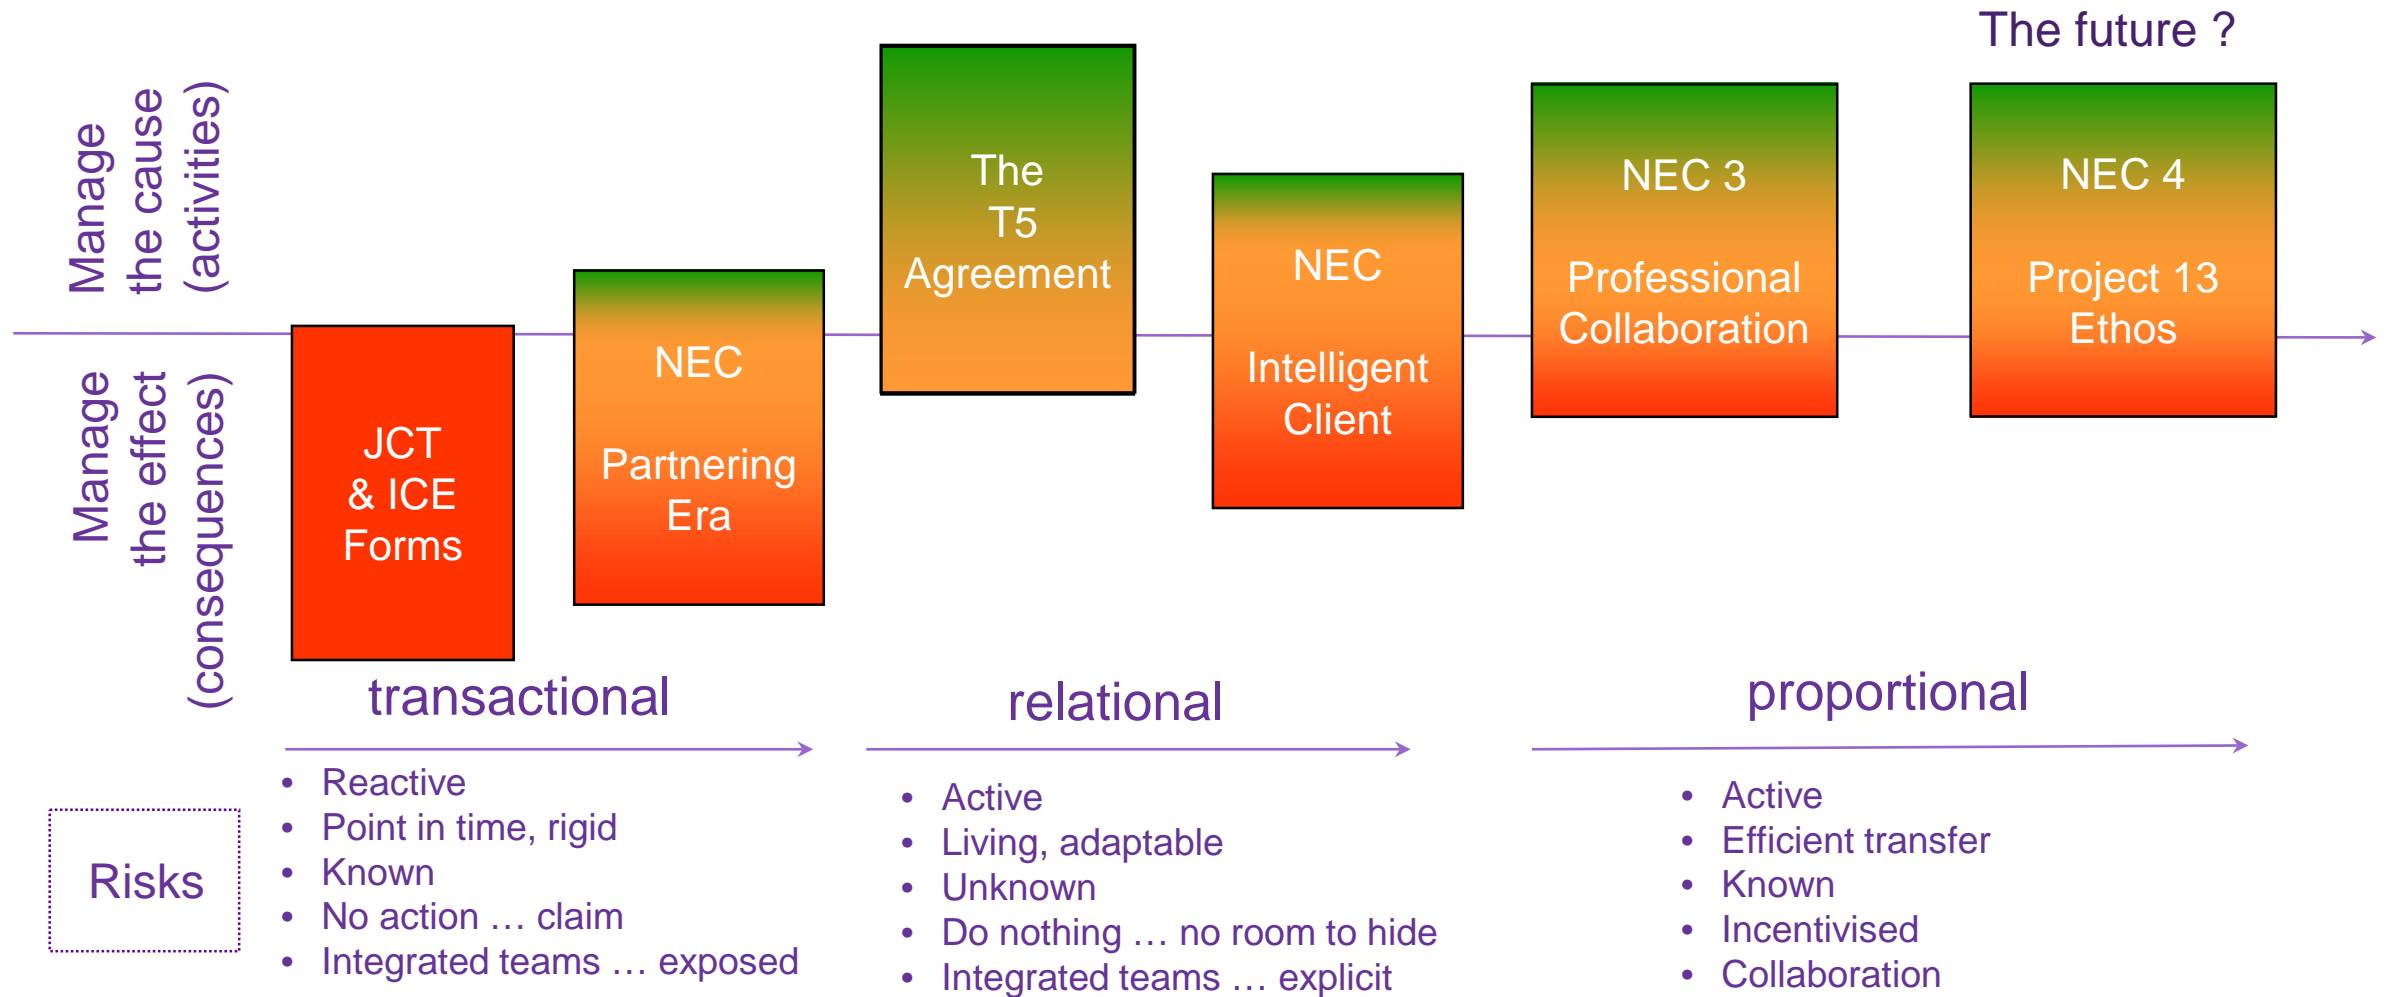 The future ?
Manage
the cause
(activities)
Manage
the effect
(consequences)
JCT
& ICE
Forms
NEC
Partnering
Era
The
T5
Agreement
NEC
Intelligent
Client
NEC 3
Professional
Collaboration
NEC 4
Project 13
Ethos
transactional
relational
proportional
Risks
• Reactive
• Point in time, rigid
• Known
• No action … claim
• Integrated teams … exposed
• Active
• Living, adaptable
• Unknown
• Do nothing … no room to hide
• Integrated teams … explicit
• Active
• Efficient transfer
• Known
• Incentivised
• Collaboration